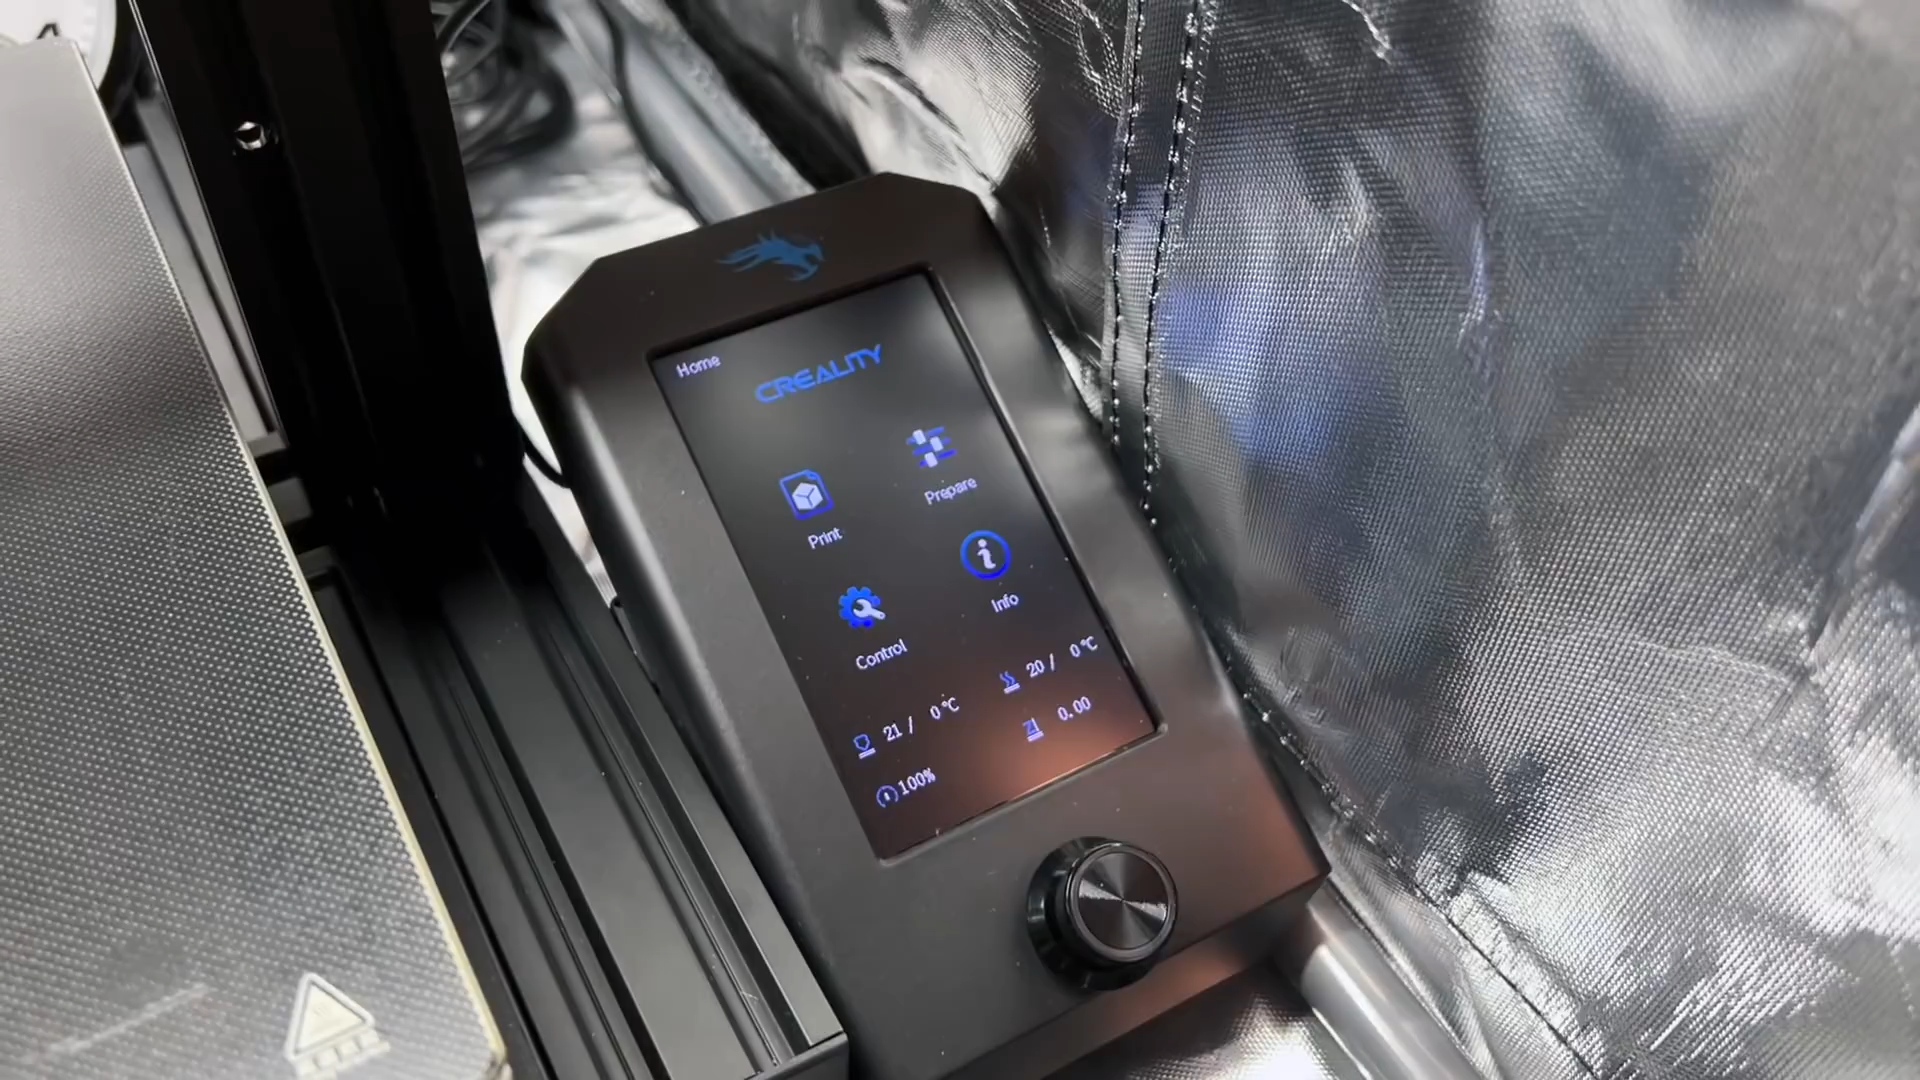 Home
CREALITY
Print
Prepare
Control
Info
21 / 0℃
20 / 0℃
0.00
100%